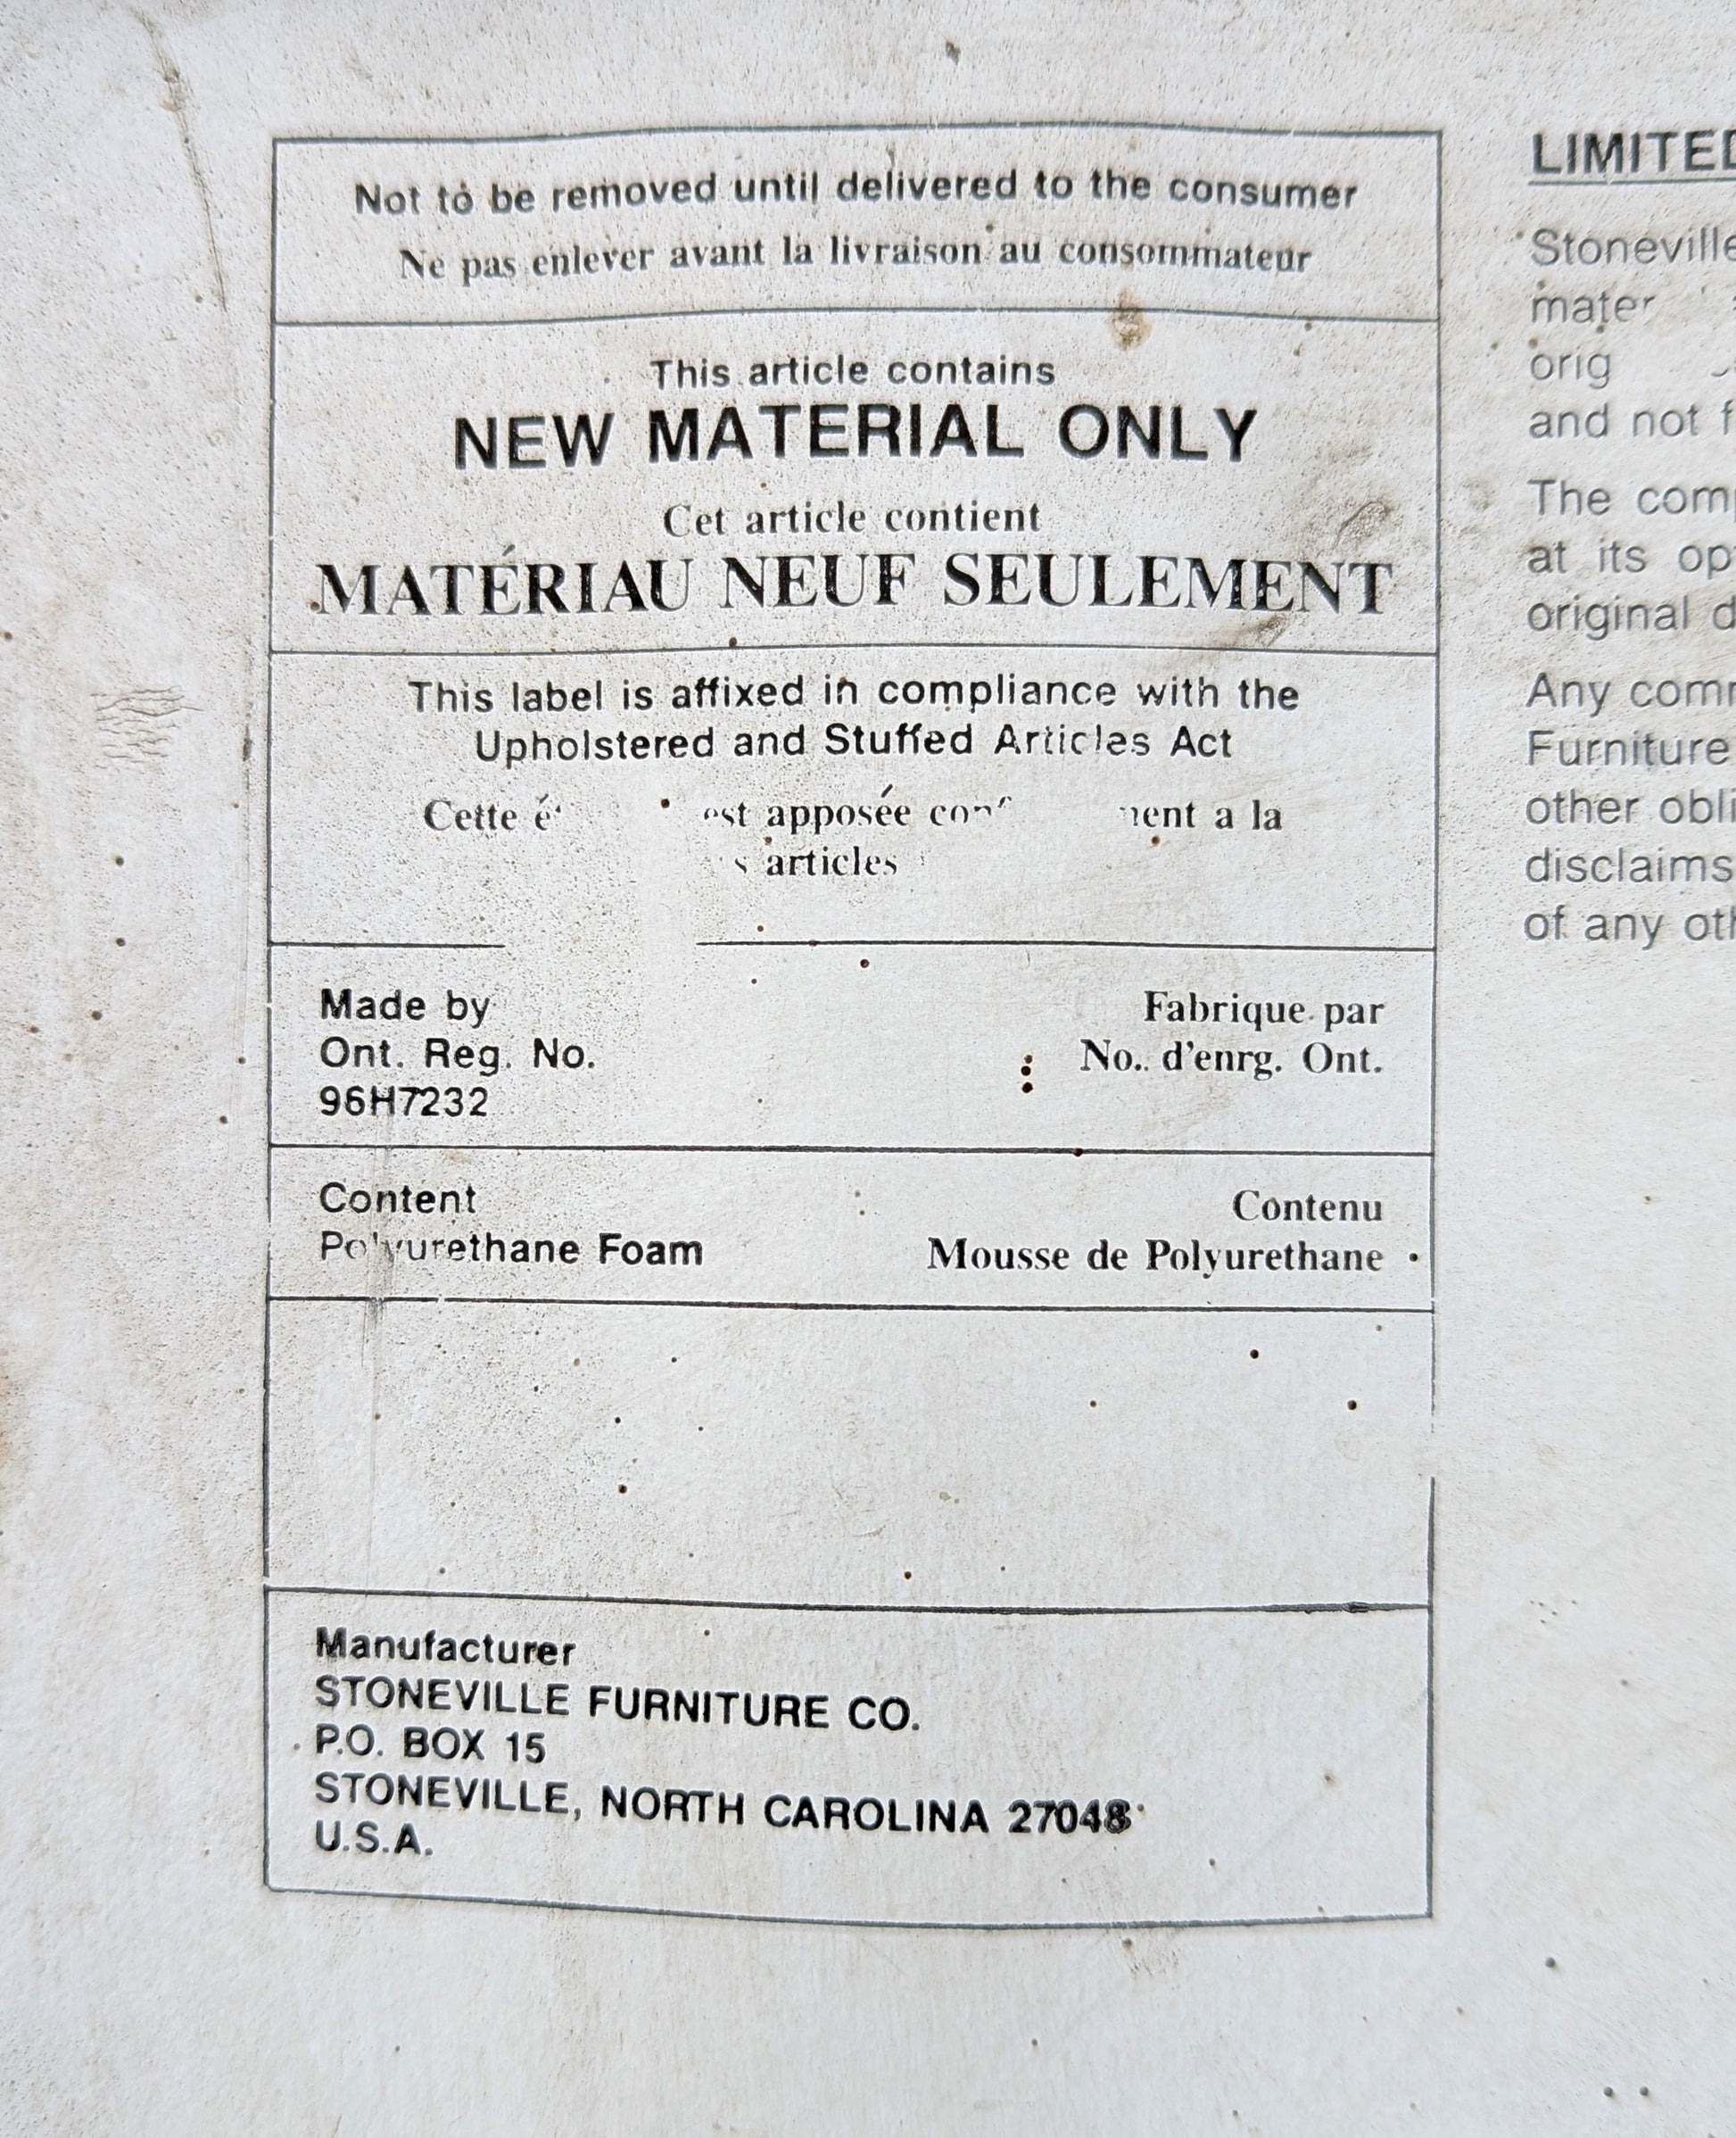 Not to be removed until delivered to the consumer
Ne pas enlever avant la livraison au consommateur
This article contains
NEW MATERIAL ONLY
Cet article contient
MATÉRIAU NEUF SEULEMENT
This label is affixed in compliance with the
Upholstered and Stuffed Articles Act
Cette apposée a la
articles
Made by
Ont. Reg. No.
96H7232
Fabrique par
No. d'enrg. Ont.
Content
Polyurethane Foam
Contenu
Mousse de Polyurethane
Manufacturer
STONEVILLE FURNITURE CO.
P.O. BOX 15
STONEVILLE, NORTH CAROLINA 27048
U.S.A.
LIMITED
Stoneville
and not
The
at its
original
Any
Furniture
other
disclaims
of any